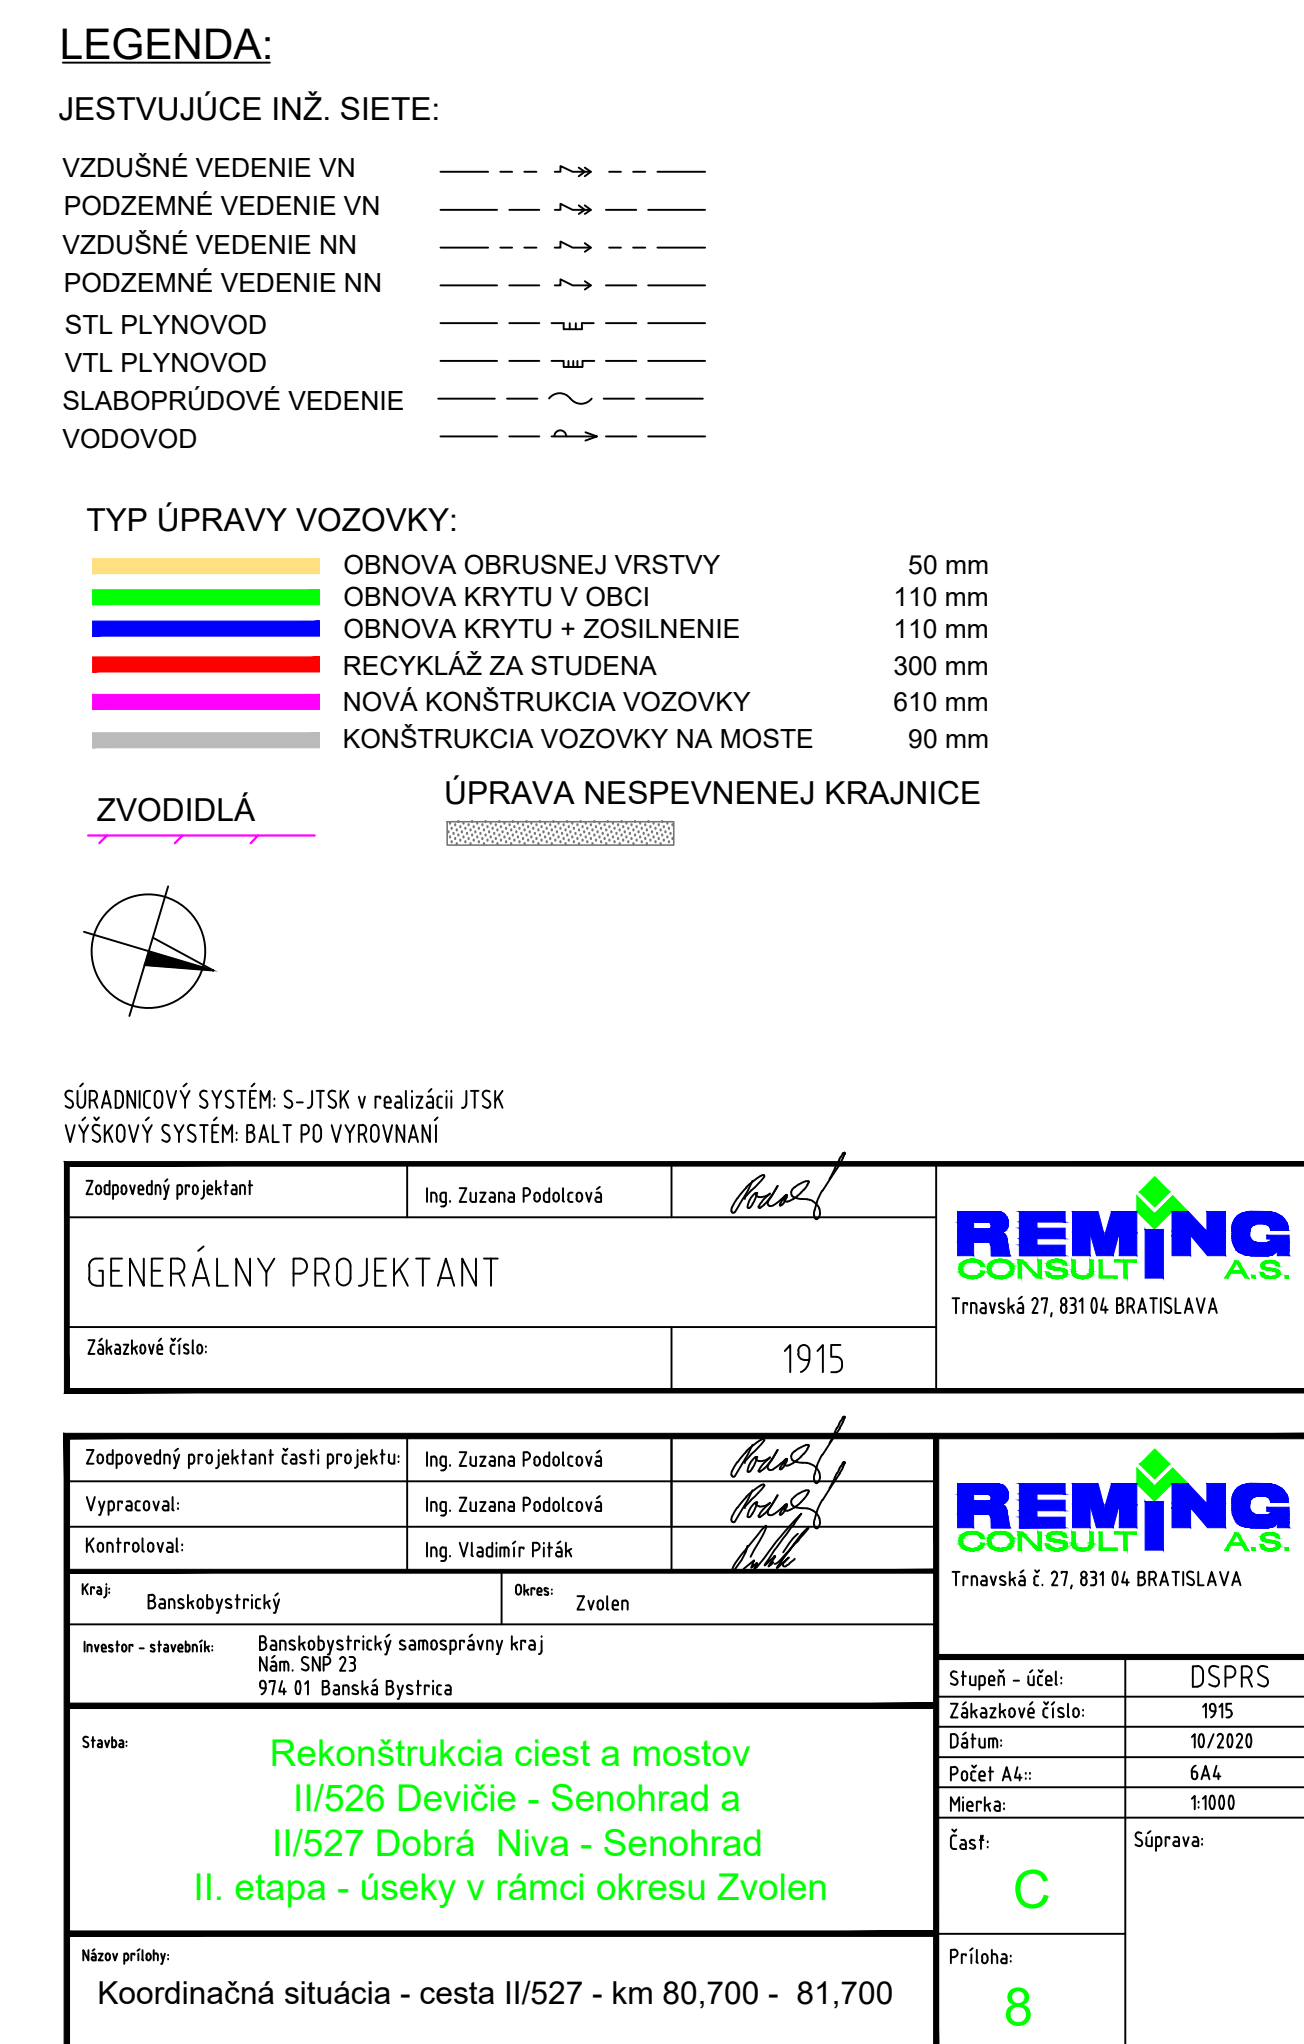 LEGENDA:
JESTVUJÚCE INŽ. SIETE:
VZDUŠNÉ VEDENIE VN
PODZEMNÉ VEDENIE VN
VZDUŠNÉ VEDENIE NN
PODZEMNÉ VEDENIE NN
STL PLYNOVOD
VTL PLYNOVOD
SLABOPRÚDOVÉ VEDENIE
VODOVOD
TYP ÚPRAVY VOZOVKY:
OBNOVA OBRUSNEJ VRSTVY 50 mm
OBNOVA KRYTU V OBCI 110 mm
OBNOVA KRYTU + ZOSILNENIE 110 mm
RECYKLÁŽ ZA STUDENA 300 mm
NOVÁ KONŠTRUKCIA VOZOVKY 610 mm
KONŠTRUKCIA VOZOVKY NA MOSTE 90 mm
ZVODIDLÁ
ÚPRAVA NESPEVNENEJ KRAJNICE
SÚRADNICOVÝ SYSTÉM: S-JTSK v realizácii JTSK
VÝŠKOVÝ SYSTÉM: BALT PO VYROVNANÍ
Zodpovedný projektant Ing. Zuzana Podolcová
GENERÁLNY PROJEKTANT
Zákazkové číslo: 1915
REMING
CONSULT A.S.
Trnavská 27, 831 04 BRATISLAVA
Zodpovedný projektant časti projektu: Ing. Zuzana Podolcová
Vypracoval: Ing. Zuzana Podolcová
Kontroloval: Ing. Vladimír Piták
Kraj: Banskobystrický Okres: Zvolen
Investor - stavebník: Banskobystrický samosprávny kraj
Nám. SNP 23
974 01 Banská Bystrica
REMING
CONSULT A.S.
Trnavská č. 27, 831 04 BRATISLAVA
Stupeň - účel: DSPRS
Zákazkové číslo: 1915
Dátum: 10/2020
Počet A4:: 6A4
Mierka: 1:1000
Stavba:
Rekonštrukcia ciest a mostov
II/526 Devičie - Senohrad a
II/527 Dobrá Niva - Senohrad
II. etapa - úseky v rámci okresu Zvolen
Časť: Súprava:
C
Názov prílohy:
Koordinačná situácia - cesta II/527 - km 80,700 - 81,700
Príloha:
8